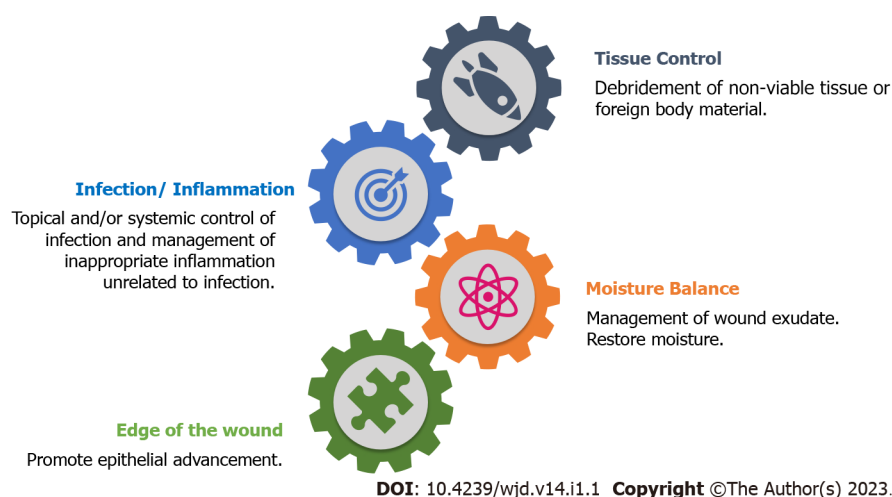 Tissue Control
Debridement of non-viable tissue or
foreign body material.
Infection/ Inflammation
Topical and/or systemic control of
infection and management of
inappropriate inflammation
unrelated to infection.
Moisture Balance
Management of wound exudate.
Restore moisture.
Edge of the wound
Promote epithelial advancement.
DOI: 10.4239/wjd.v14.i1.1 Copyright ©The Author(s) 2023.